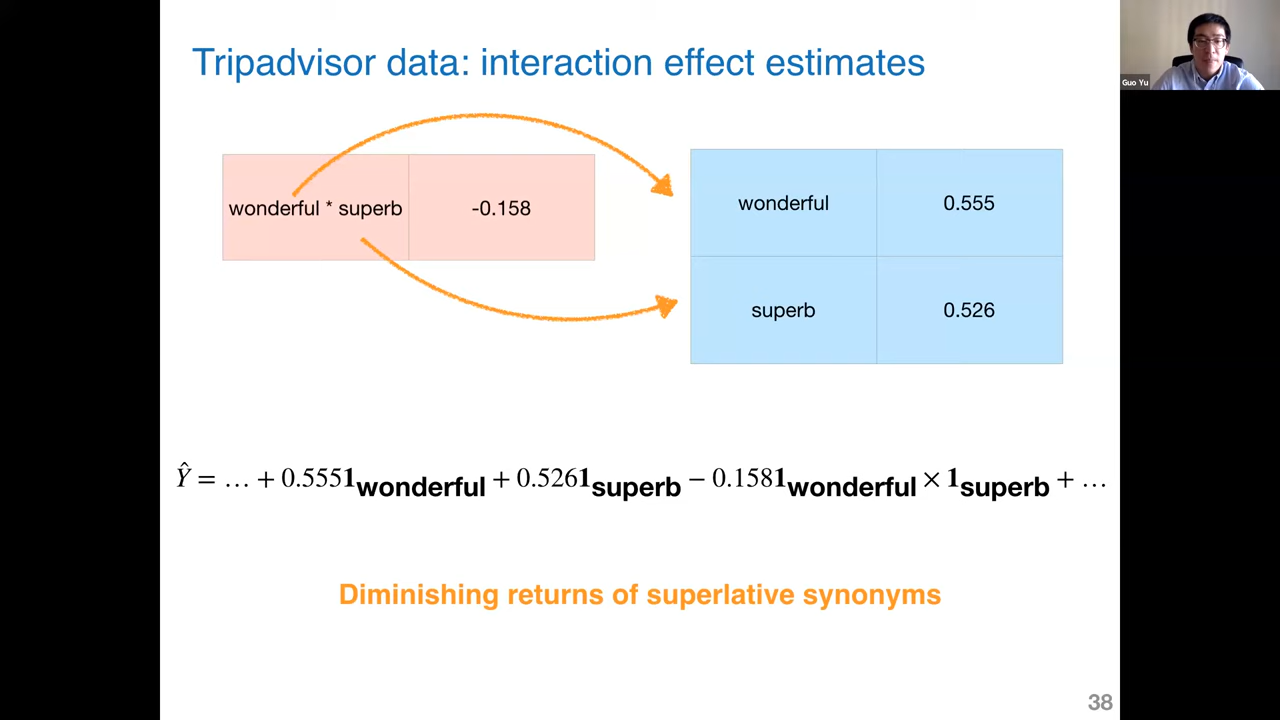 Tripadvisor data: interaction effect estimates
Guo Yu
wonderful * superb
-0.158
wonderful
0.555
superb
0.526
Ŷ = … + 0.555𝟏wonderful + 0.526𝟏superb − 0.158𝟏wonderful × 𝟏superb + …
Diminishing returns of superlative synonyms
38